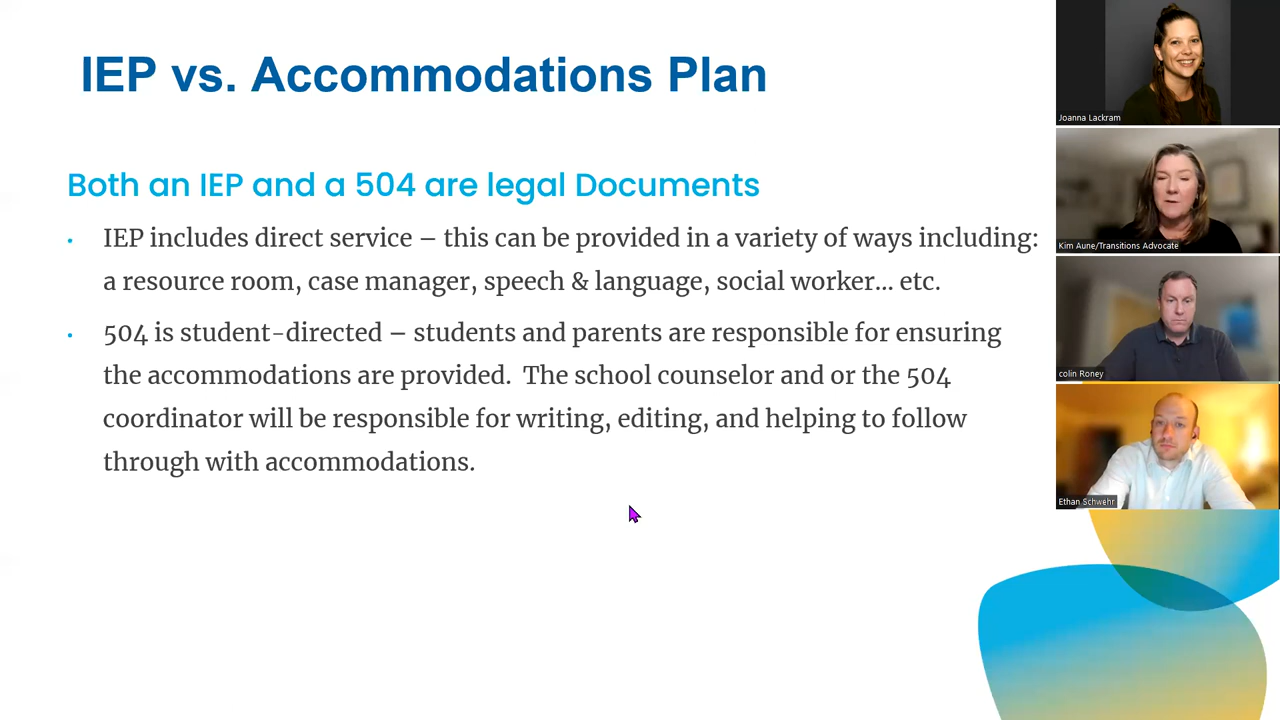 IEP vs. Accommodations Plan
Both an IEP and a 504 are legal Documents
• IEP includes direct service – this can be provided in a variety of ways including:
a resource room, case manager, speech & language, social worker... etc.
• 504 is student-directed – students and parents are responsible for ensuring
the accommodations are provided.  The school counselor and or the 504
coordinator will be responsible for writing, editing, and helping to follow
through with accommodations.
Joanna Lackram
Kim Aune/Transitions Advocate
colin Roney
Ethan Schwehr